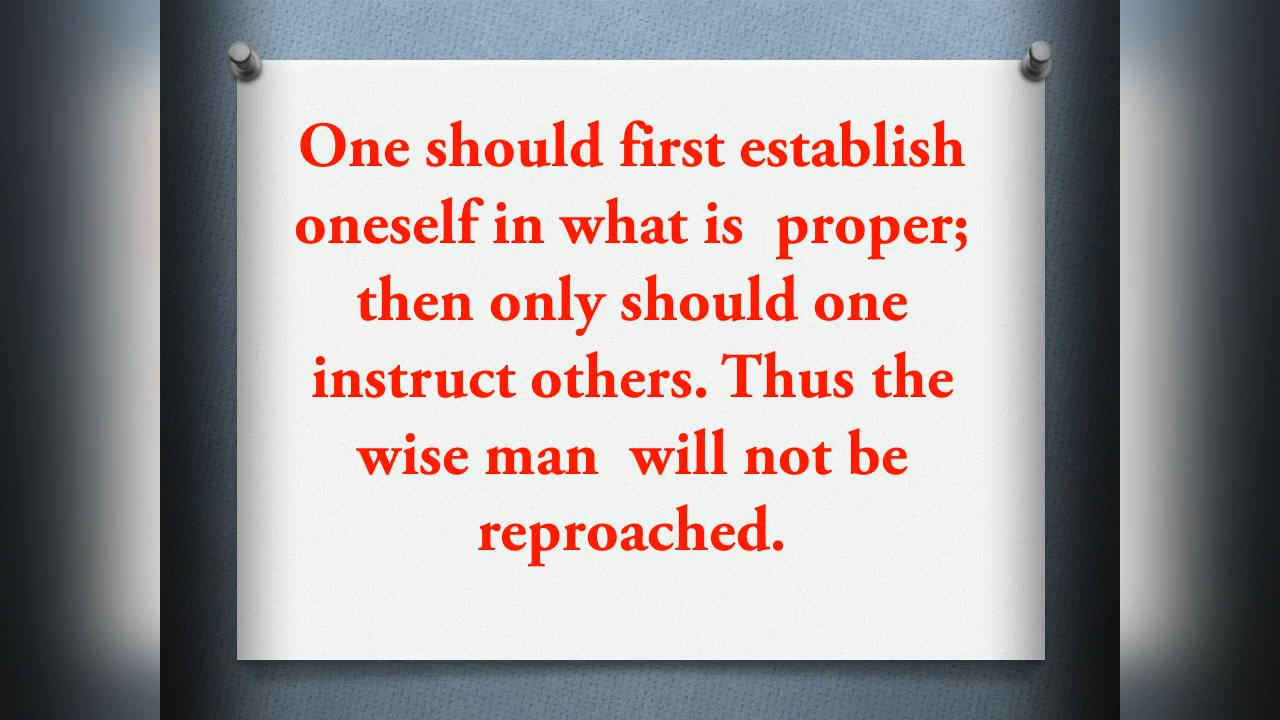 One should first establish
oneself in what is  proper;
then only should one
instruct others. Thus the
wise man  will not be
reproached.